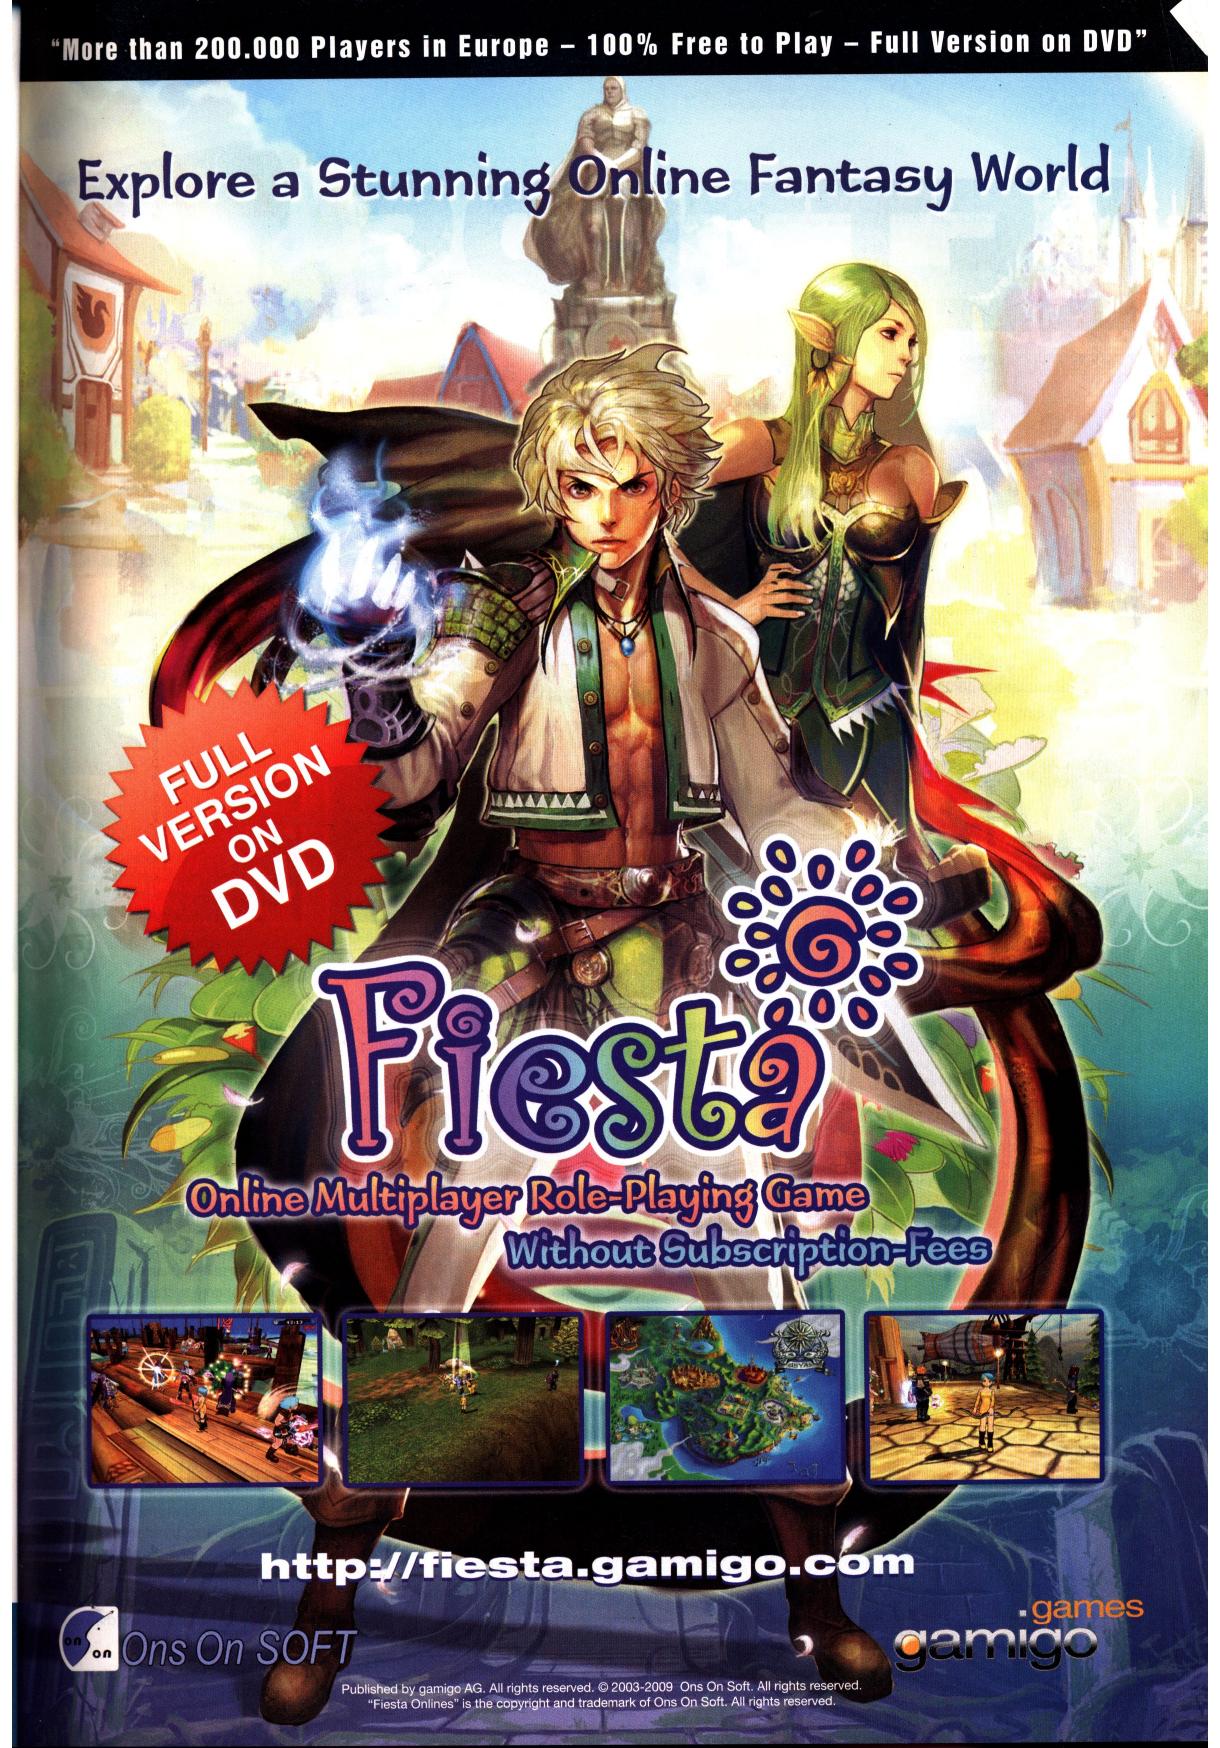 “More than 200.000 Players in Europe – 100% Free to Play – Full Version on DVD”
Explore a Stunning Online Fantasy World
FULL
VERSION
ON
DVD
Fiesta
Online Multiplayer Role-Playing Game
Without Subscription-Fees
http://fiesta.gamigo.com
on on
Ons On SOFT
.games
gamigo
Published by gamigo AG. All rights reserved. © 2003-2009 Ons On Soft. All rights reserved.
“Fiesta Onlines” is the copyright and trademark of Ons On Soft. All rights reserved.